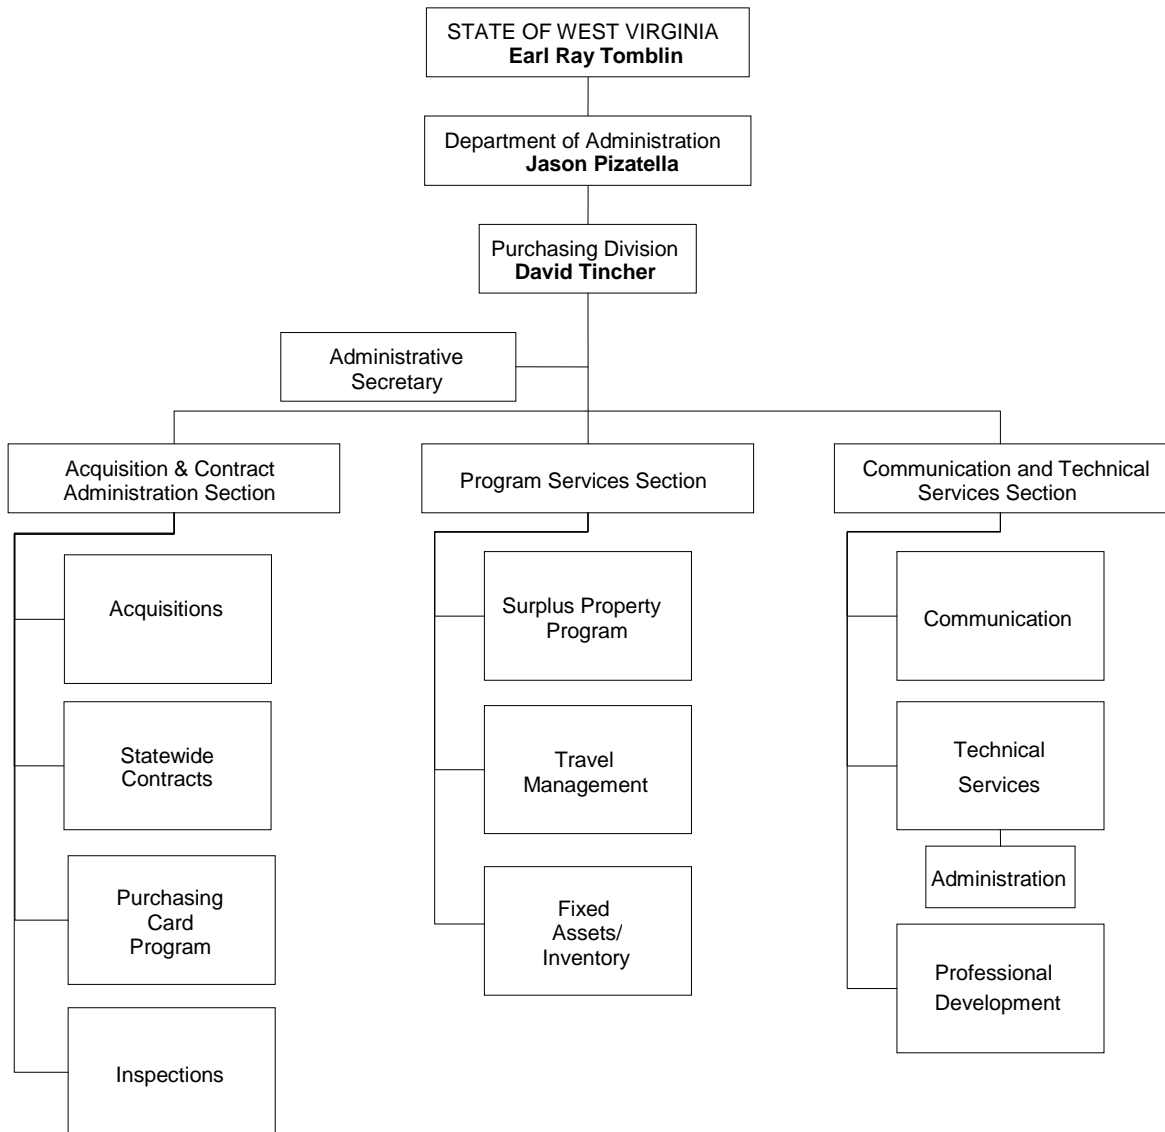 STATE OF WEST VIRGINIA
Earl Ray Tomblin
Department of Administration
Jason Pizatella
Purchasing Division
David Tincher
Administrative
Secretary
Acquisition & Contract
Administration Section
Program Services Section
Communication and Technical
Services Section
Acquisitions
Statewide
Contracts
Purchasing
Card
Program
Inspections
Surplus Property
Program
Travel
Management
Fixed
Assets/
Inventory
Communication
Technical
Services
Administration
Professional
Development